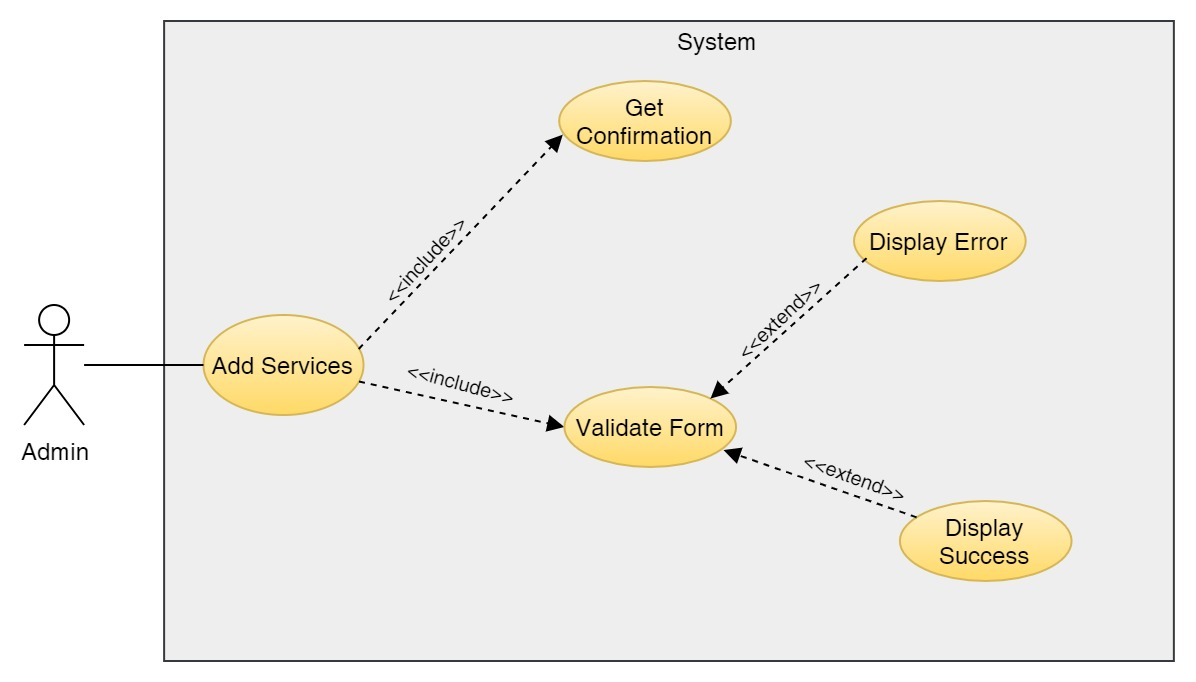 System
Get
Confirmation
Display Error
<<include>>
<<extend>>
Add Services
<<include>>
Validate Form
Admin
<<extend>>
Display
Success